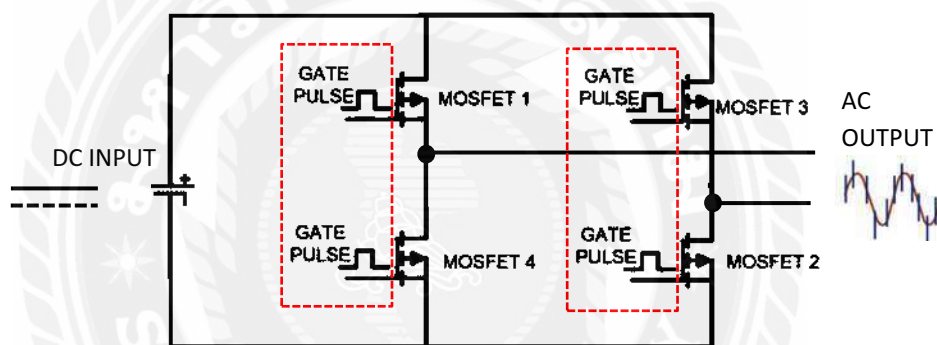 GATE
PULSE
MOSFET 1
GATE
PULSE
MOSFET 3
AC
OUTPUT
DC INPUT
+
GATE
PULSE
MOSFET 4
GATE
PULSE
MOSFET 2